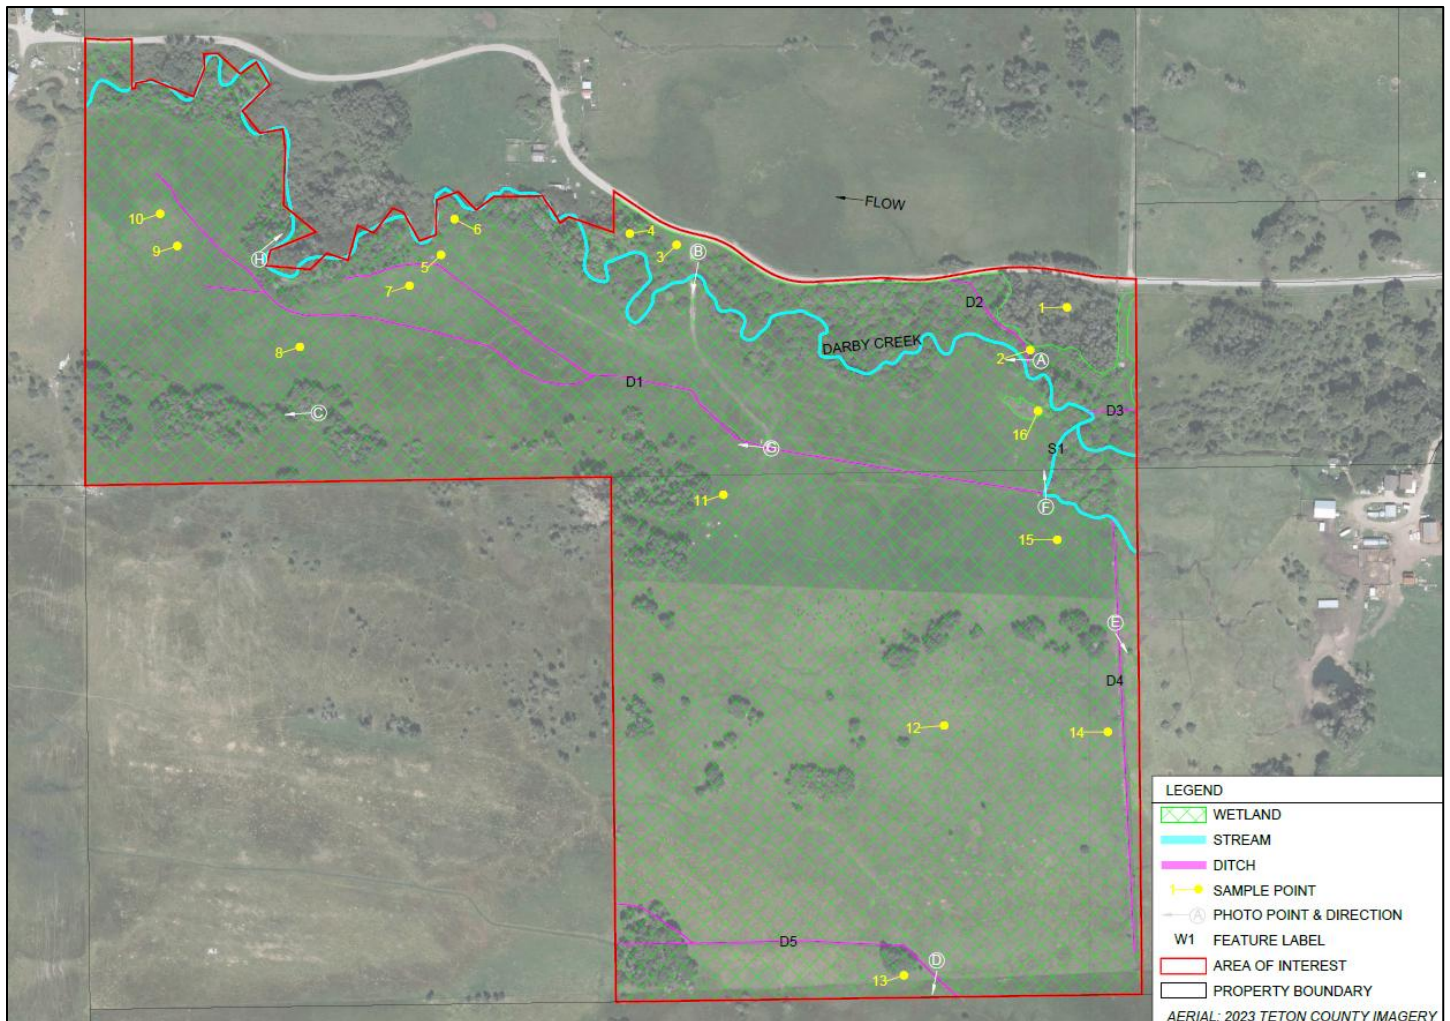 FLOW
10
9
H
6
5
7
8
4
3
B
D2
1
DARBY CREEK
2
A
D1
C
D3
16
G
S1
11
F
15
E
D4
12
14
D5
13
D
LEGEND
WETLAND
STREAM
DITCH
1 SAMPLE POINT
A PHOTO POINT & DIRECTION
W1 FEATURE LABEL
AREA OF INTEREST
PROPERTY BOUNDARY
AERIAL: 2023 TETON COUNTY IMAGERY